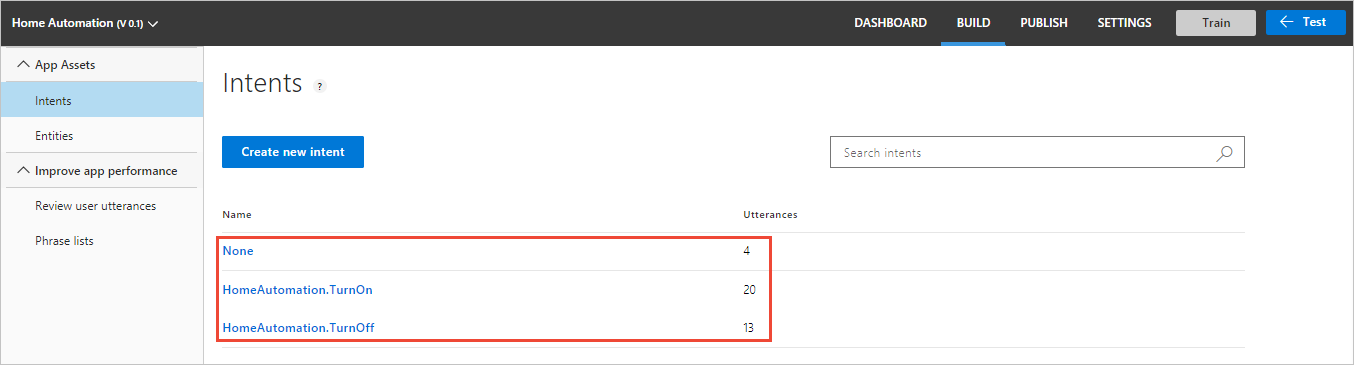 Home Automation (V 0.1) DASHBOARD BUILD PUBLISH SETTINGS Train Test
App Assets
Intents
Entities
Improve app performance
Review user utterances
Phrase lists
Intents ?
Create new intent Search intents
Name Utterances
None 4
HomeAutomation.TurnOn 20
HomeAutomation.TurnOff 13